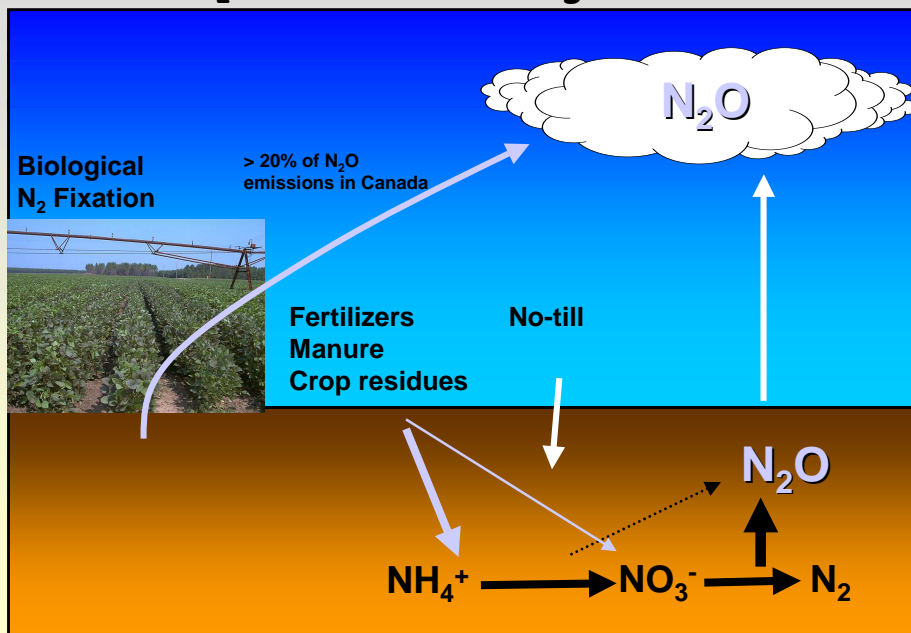 N₂O
Biological
N₂ Fixation
> 20% of N₂O
emissions in Canada
Fertilizers
Manure
Crop residues
No-till
N₂O
NH₄⁺
NO₃⁻
N₂